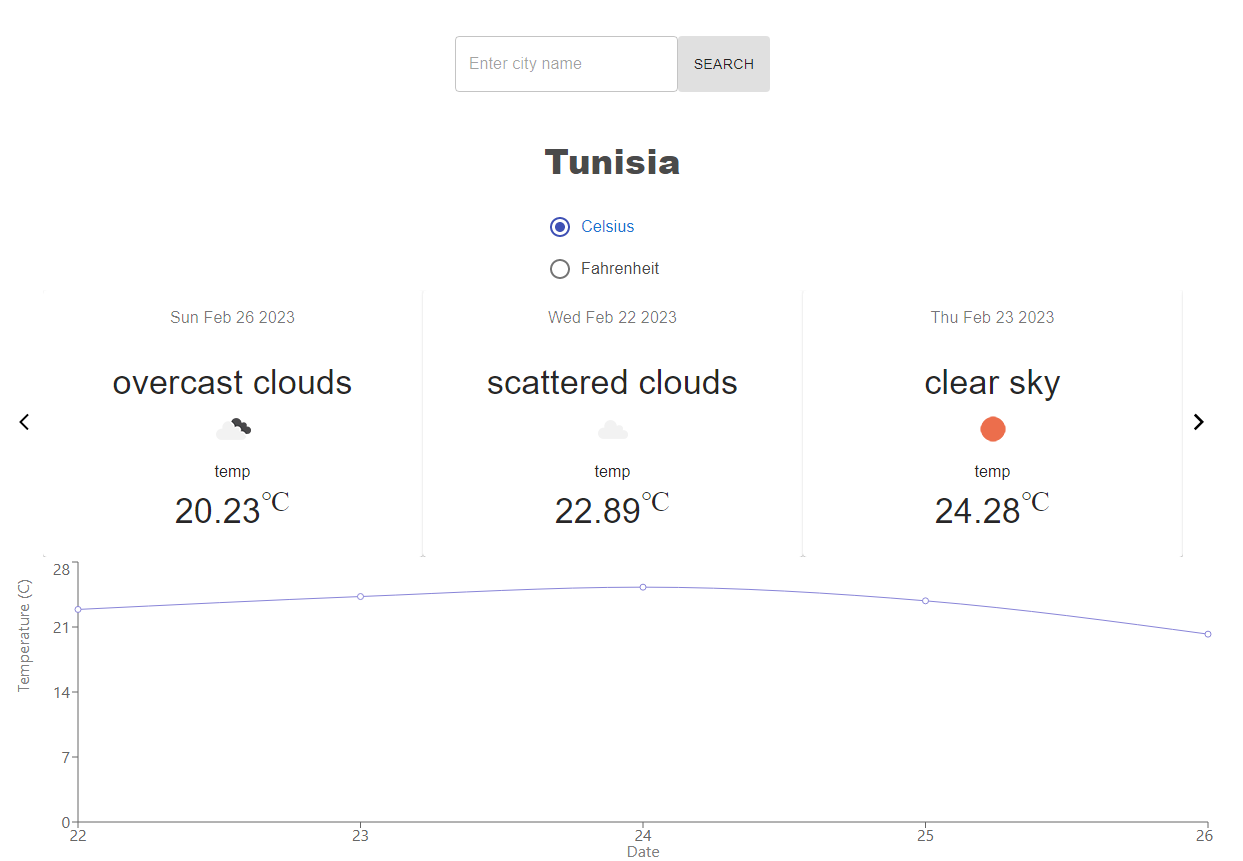 Enter city name SEARCH
Tunisia
Celsius
Fahrenheit
Sun Feb 26 2023
overcast clouds
temp
20.23°C
Wed Feb 22 2023
scattered clouds
temp
22.89°C
Thu Feb 23 2023
clear sky
temp
24.28°C
Temperature (C)
28
21
14
7
0
22 23 24 25 26
Date